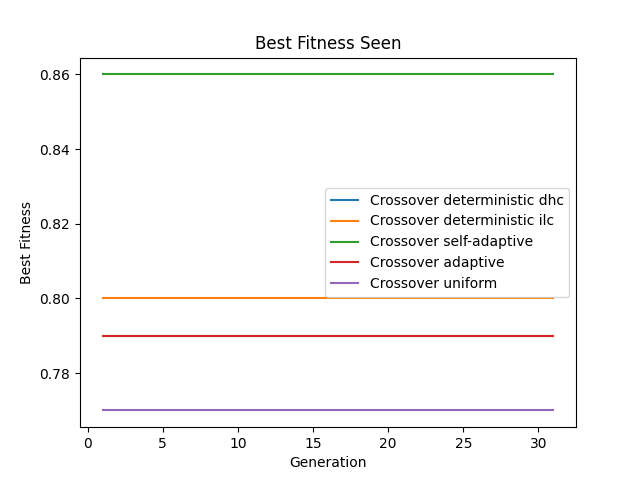 Best Fitness Seen
0.86
0.84
0.82
0.80
0.78
Best Fitness
Crossover deterministic dhc
Crossover deterministic ilc
Crossover self-adaptive
Crossover adaptive
Crossover uniform
0
5
10
15
20
25
30
Generation